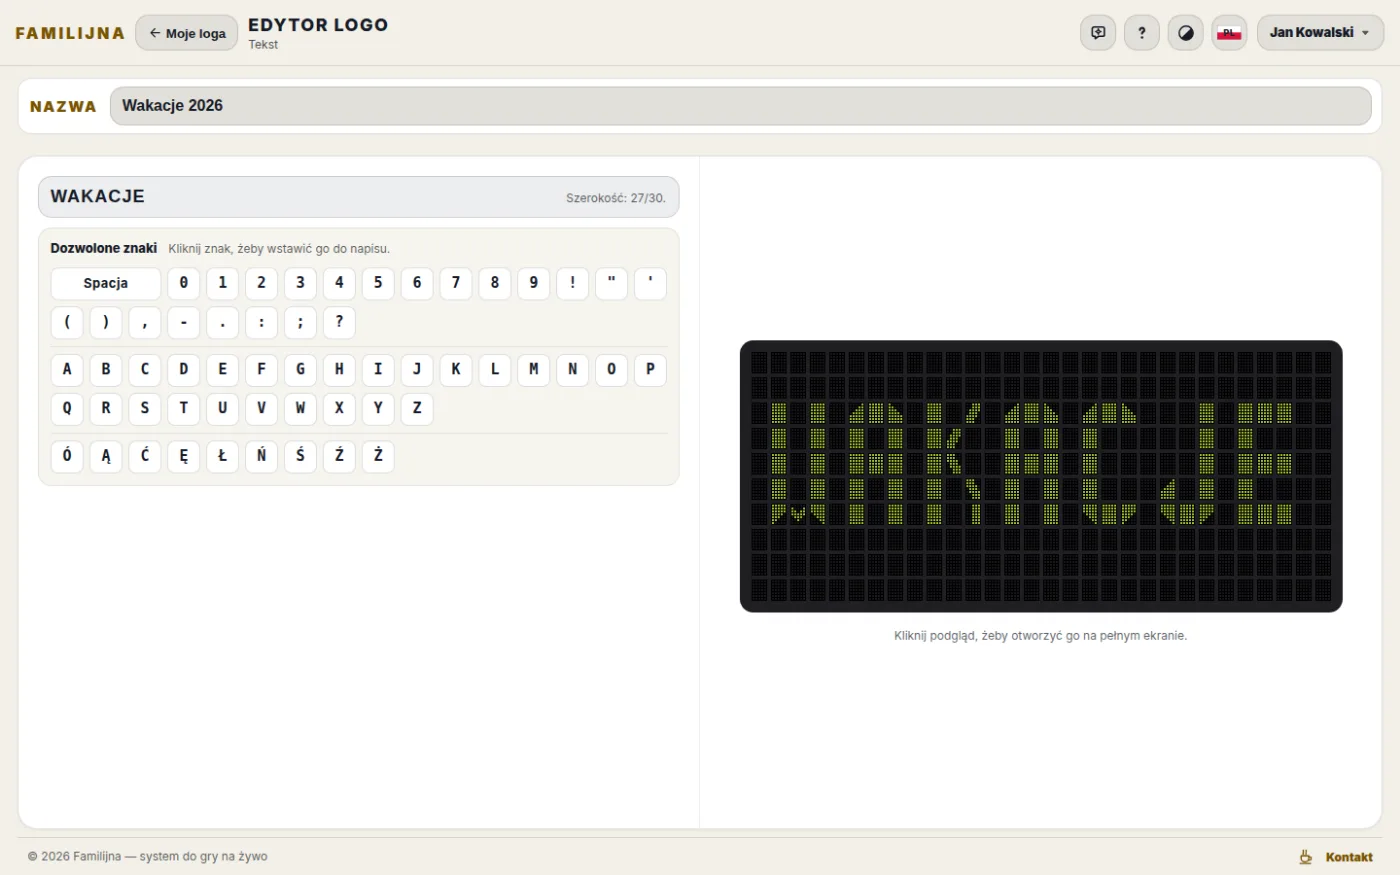 FAMILIJNA
← Moje loga
EDYTOR LOGO
Tekst
?
PL
Jan Kowalski
NAZWA
Wakacje 2026
WAKACJE
Szerokość: 27/30.
Dozwolone znaki Kliknij znak, żeby wstawić go do napisu.
Spacja 0 1 2 3 4 5 6 7 8 9 ! " '
( ) , - . : ; ?
A B C D E F G H I J K L M N O P
Q R S T U V W X Y Z
Ó Ą Ć Ę Ł Ń Ś Ź Ż
WAKACJE
Kliknij podgląd, żeby otworzyć go na pełnym ekranie.
© 2026 Familijna — system do gry na żywo
Kontakt